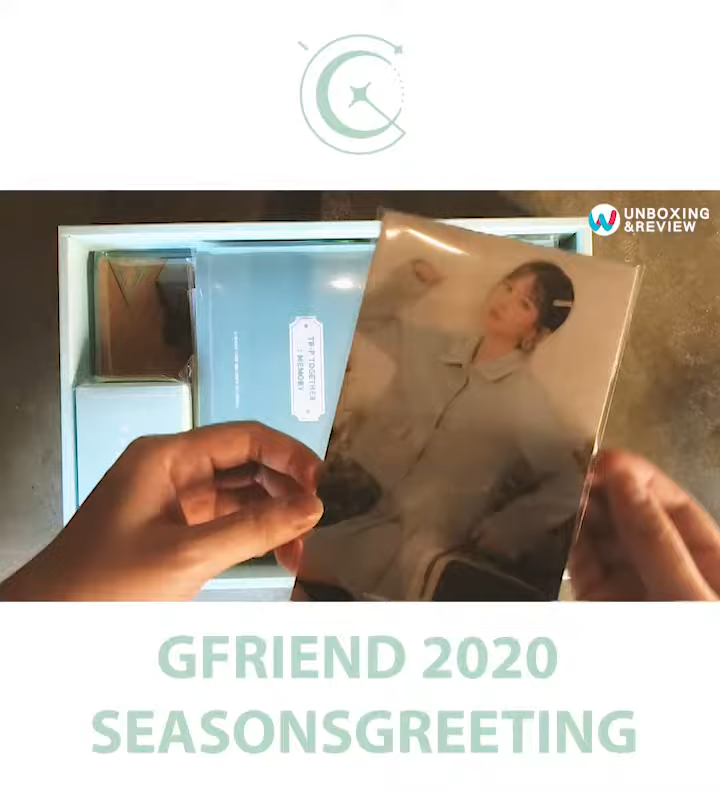 UNBOXING
&REVIEW
TRIP TOGETHER
: MEMORY
GFRIEND 2020
SEASONSGREETING